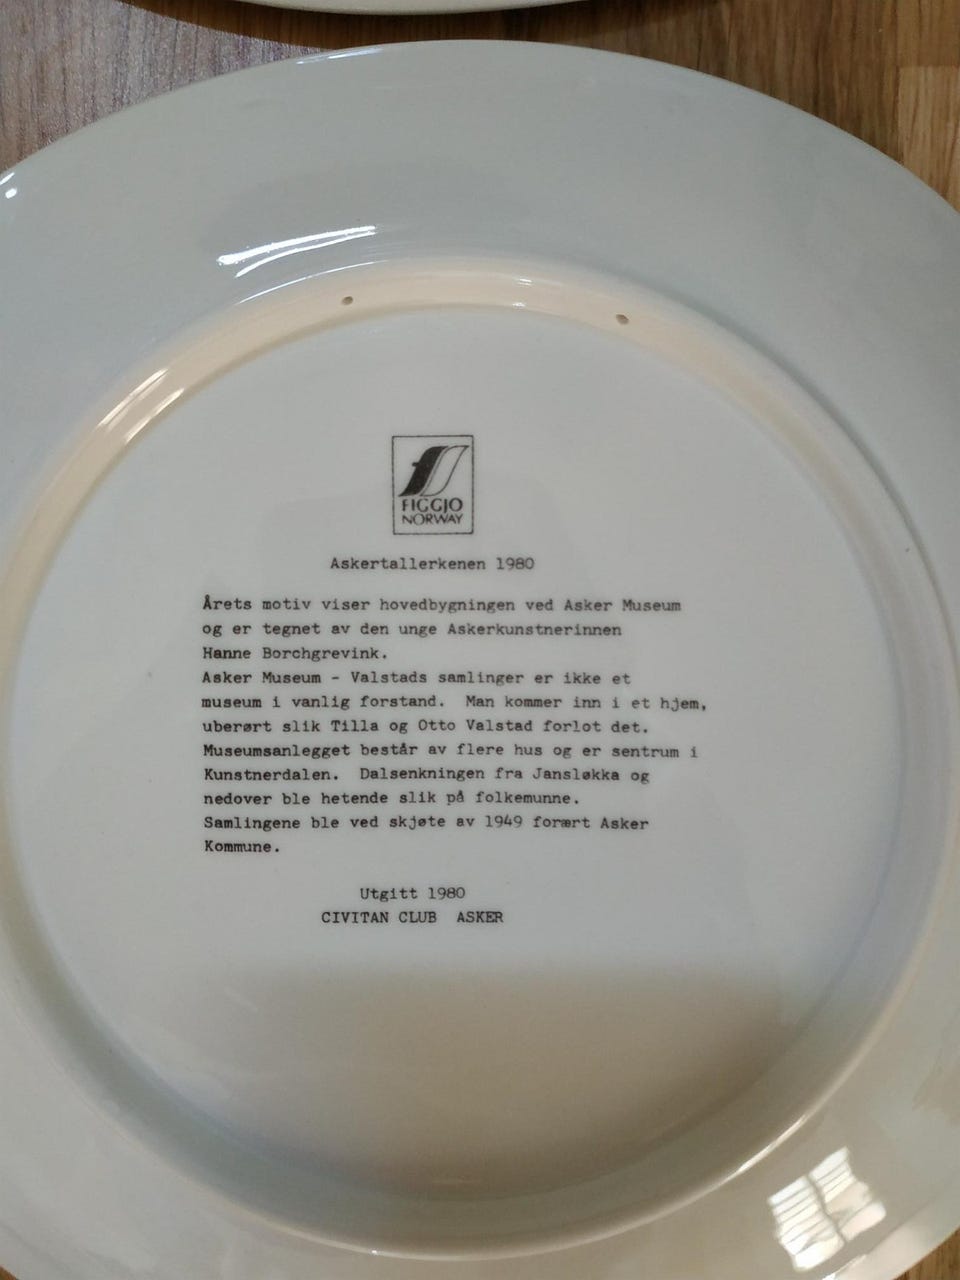 fs
FIGGJO
NORWAY
Askertallerkenen 1980
Årets motiv viser hovedbygningen ved Asker Museum
og er tegnet av den unge Askerkunstnerinnen
Hanne Borchgrevink.
Asker Museum - Valstads samlinger er ikke et
museum i vanlig forstand. Man kommer inn i et hjem,
uberørt slik Tilla og Otto Valstad forlot det.
Museumsanlegget består av flere hus og er sentrum i
Kunstnerdalen. Dalsenkningen fra Jansløkka og
nedover ble hetende slik på folkemunne.
Samlingene ble ved skjøte av 1949 forært Asker
Kommune.
Utgitt 1980
CIVITAN CLUB ASKER